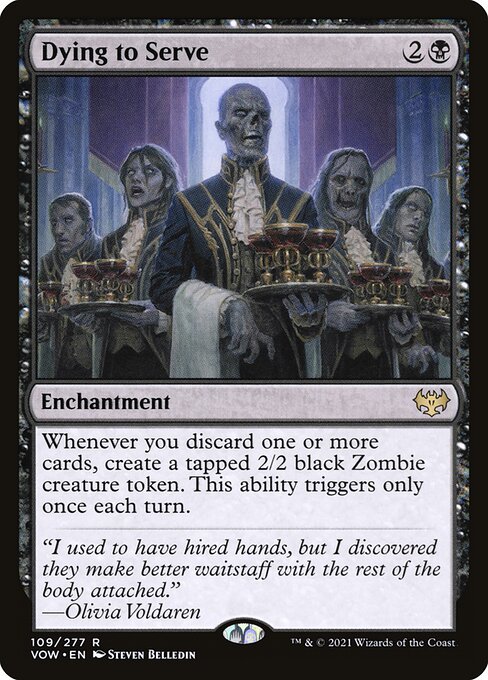 Dying to Serve 2
Enchantment
Whenever you discard one or more
cards, create a tapped 2/2 black Zombie
creature token. This ability triggers only
once each turn.
“I used to have hired hands, but I discovered
they make better waitstaff with the rest of the
body attached.”
—Olivia Voldaren
109/277 R
™ & © 2021 Wizards of the Coast
VOW • EN Steven Belledin